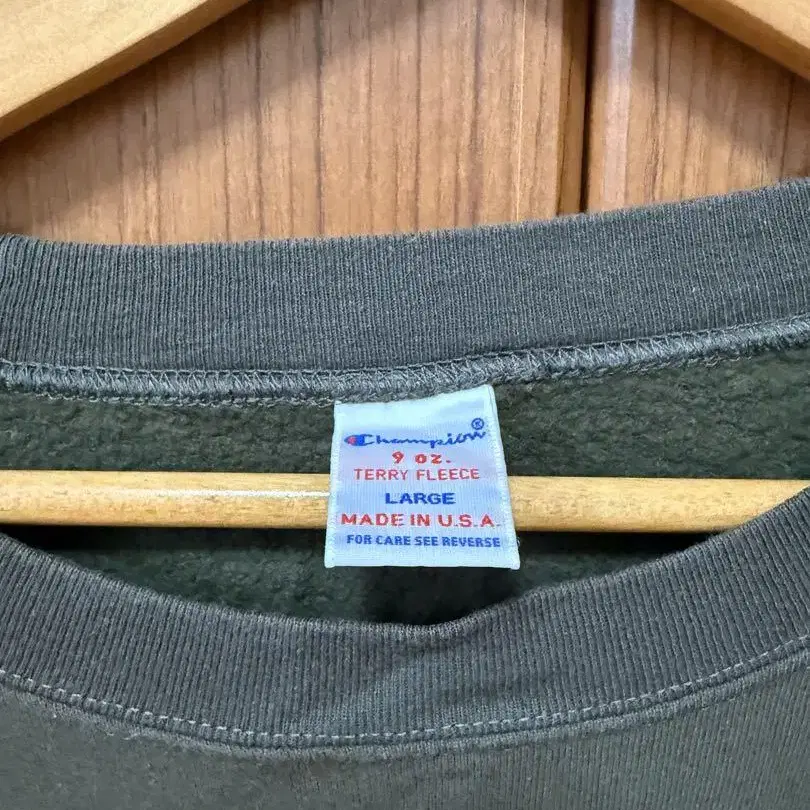 Champion®
9 OZ.
TERRY FLEECE
LARGE
MADE IN U.S.A.
FOR CARE SEE REVERSE